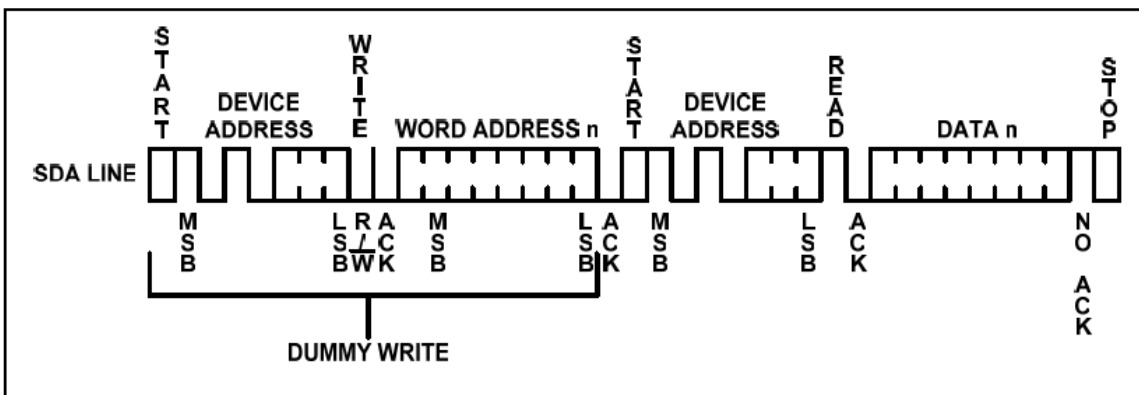 START
DEVICE ADDRESS
WRITE
WORD ADDRESS n
START
DEVICE ADDRESS
READ
DATA n
STOP
SDA LINE
MSB
LSB
R/W
ACK
MSB
LSB
ACK
MSB
LSB
ACK
NO ACK
DUMMY WRITE